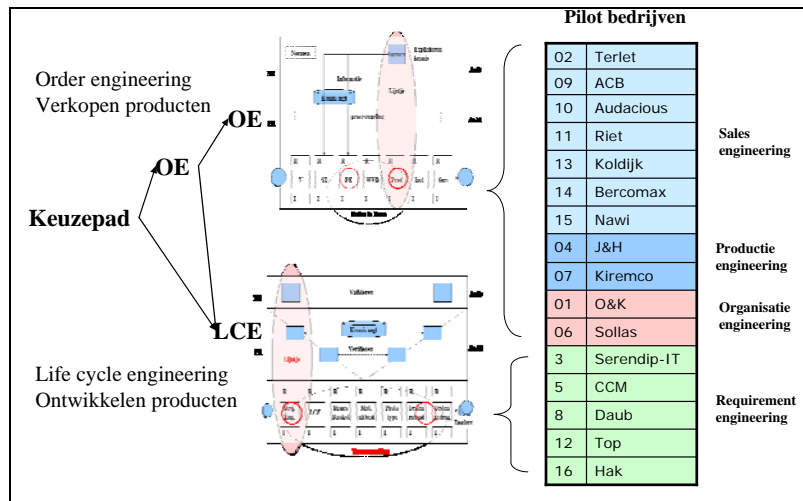 Pilot bedrijven
Order engineering
Verkopen producten
OE
OE
Keuzepad
LCE
Life cycle engineering
Ontwikkelen producten
Normen
Informatie
Lijstje
R R R R R R R
I I I I I I I
Valideren
Verifieren
Lijstje
LCE
R R R R R R R
I I I I I I I
02 Terlet
09 ACB
10 Audacious
11 Riet
13 Koldijk
14 Bercomax
15 Nawi
04 J&H
07 Kiremco
01 O&K
06 Sollas
3 Serendip-IT
5 CCM
8 Daub
12 Top
16 Hak
Sales
engineering
Productie
engineering
Organisatie
engineering
Requirement
engineering